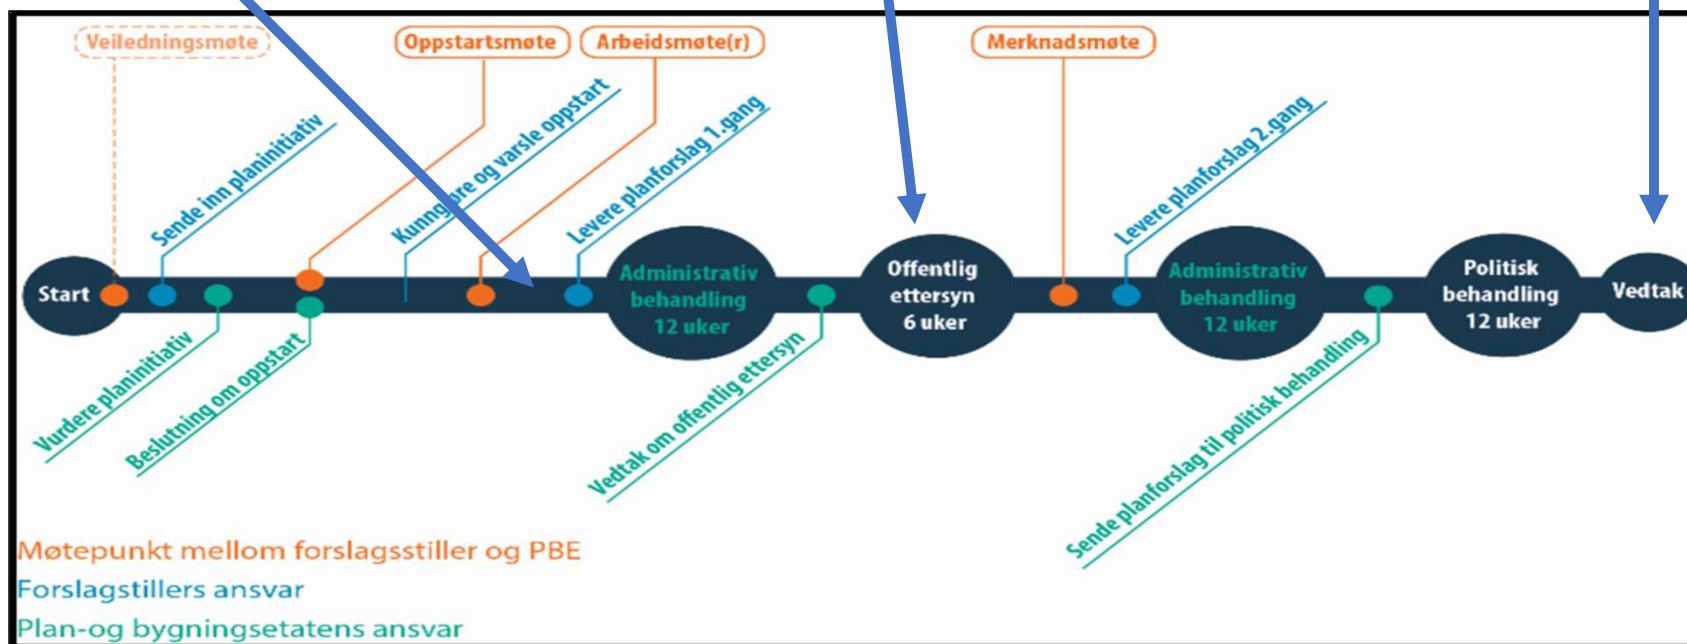 Veiledningsmøte
Oppstartsmøte
Arbeidsmøte(r)
Merknadsmøte
Sende inn planinitiativ
Kunngjøre og varsle oppstart
Levere planforslag 1.gang
Levere planforslag 2.gang
Start
Administrativ
behandling
12 uker
Offentlig
ettersyn
6 uker
Administrativ
behandling
12 uker
Politisk
behandling
12 uker
Vedtak
Vurdere planinitiativ
Beslutning om oppstart
Vedtak om offentlig ettersyn
Sende planforslag til politisk behandling
Møtepunkt mellom forslagsstiller og PBE
Forslagstillers ansvar
Plan-og bygningsetatens ansvar